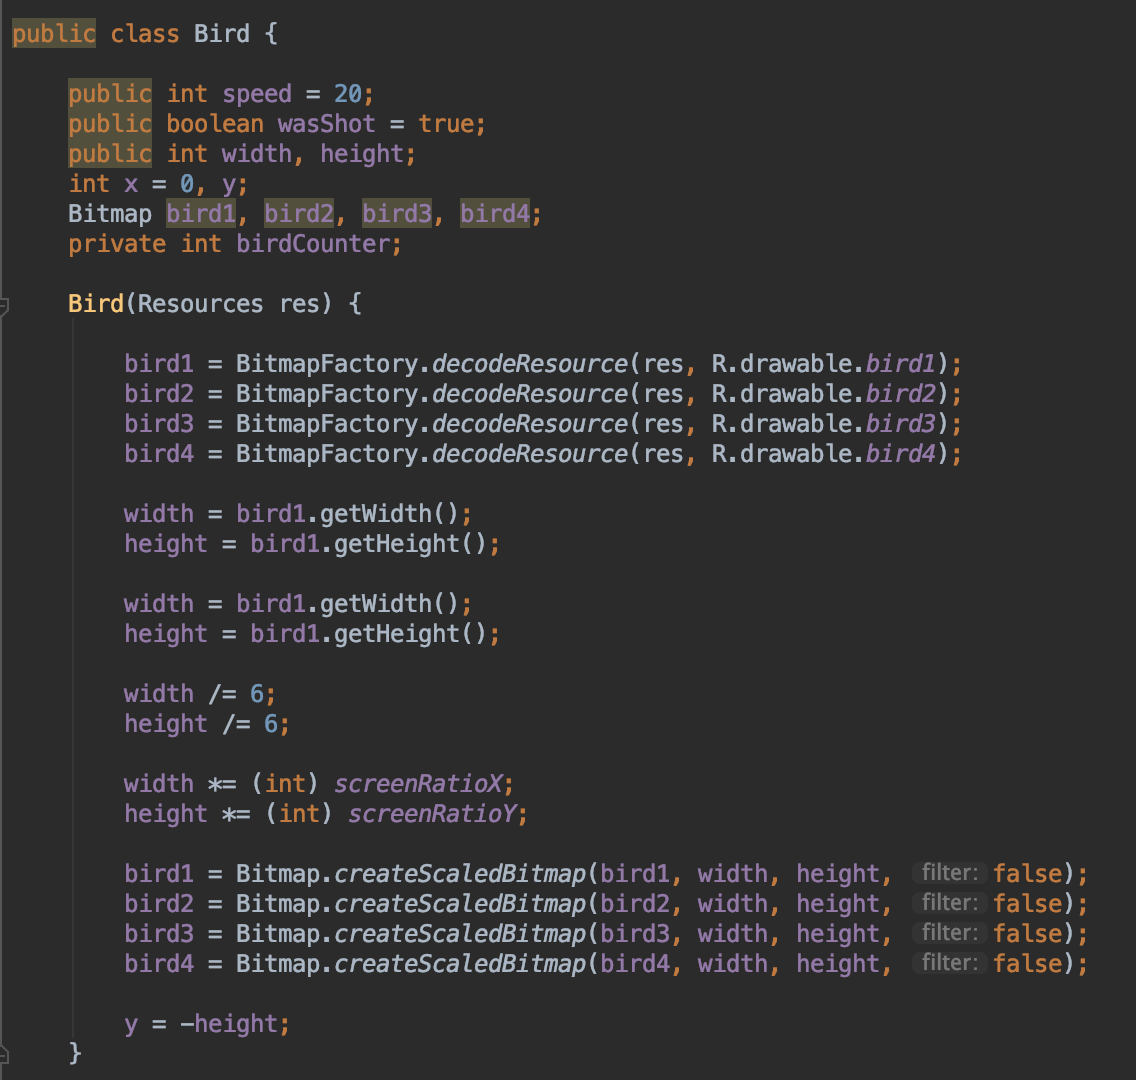 public class Bird {
public int speed = 20;
public boolean wasShot = true;
public int width, height;
int x = 0, y;
Bitmap bird1, bird2, bird3, bird4;
private int birdCounter;
Bird(Resources res) {
bird1 = BitmapFactory.decodeResource(res, R.drawable.bird1);
bird2 = BitmapFactory.decodeResource(res, R.drawable.bird2);
bird3 = BitmapFactory.decodeResource(res, R.drawable.bird3);
bird4 = BitmapFactory.decodeResource(res, R.drawable.bird4);
width = bird1.getWidth();
height = bird1.getHeight();
width = bird1.getWidth();
height = bird1.getHeight();
width /= 6;
height /= 6;
width *= (int) screenRatioX;
height *= (int) screenRatioY;
bird1 = Bitmap.createScaledBitmap(bird1, width, height, filter: false);
bird2 = Bitmap.createScaledBitmap(bird2, width, height, filter: false);
bird3 = Bitmap.createScaledBitmap(bird3, width, height, filter: false);
bird4 = Bitmap.createScaledBitmap(bird4, width, height, filter: false);
y = -height;
}